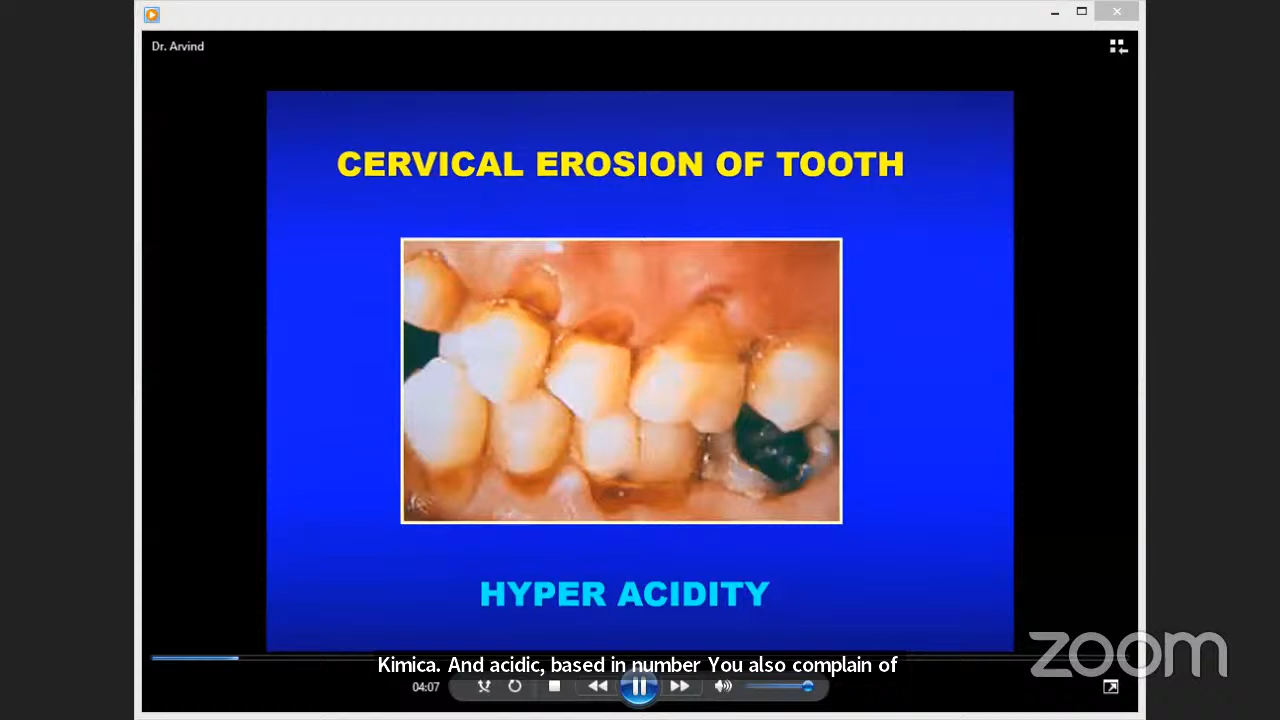 Dr. Arvind
CERVICAL EROSION OF TOOTH
HYPER ACIDITY
Kimica. And acidic, based in number You also complain of
04:07
zoom